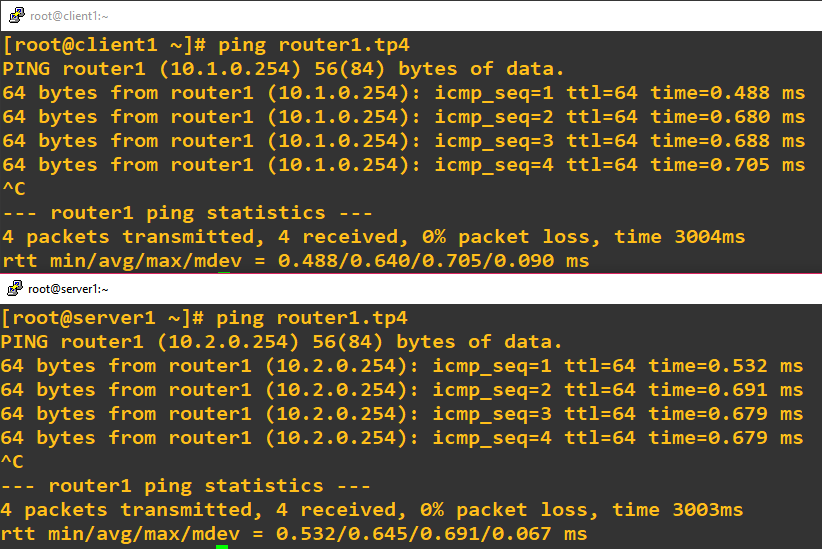 root@client1:~
[root@client1 ~]# ping router1.tp4
PING router1 (10.1.0.254) 56(84) bytes of data.
64 bytes from router1 (10.1.0.254): icmp_seq=1 ttl=64 time=0.488 ms
64 bytes from router1 (10.1.0.254): icmp_seq=2 ttl=64 time=0.680 ms
64 bytes from router1 (10.1.0.254): icmp_seq=3 ttl=64 time=0.688 ms
64 bytes from router1 (10.1.0.254): icmp_seq=4 ttl=64 time=0.705 ms
^C
--- router1 ping statistics ---
4 packets transmitted, 4 received, 0% packet loss, time 3004ms
rtt min/avg/max/mdev = 0.488/0.640/0.705/0.090 ms
root@server1:~
[root@server1 ~]# ping router1.tp4
PING router1 (10.2.0.254) 56(84) bytes of data.
64 bytes from router1 (10.2.0.254): icmp_seq=1 ttl=64 time=0.532 ms
64 bytes from router1 (10.2.0.254): icmp_seq=2 ttl=64 time=0.691 ms
64 bytes from router1 (10.2.0.254): icmp_seq=3 ttl=64 time=0.679 ms
64 bytes from router1 (10.2.0.254): icmp_seq=4 ttl=64 time=0.679 ms
^C
--- router1 ping statistics ---
4 packets transmitted, 4 received, 0% packet loss, time 3003ms
rtt min/avg/max/mdev = 0.532/0.645/0.691/0.067 ms